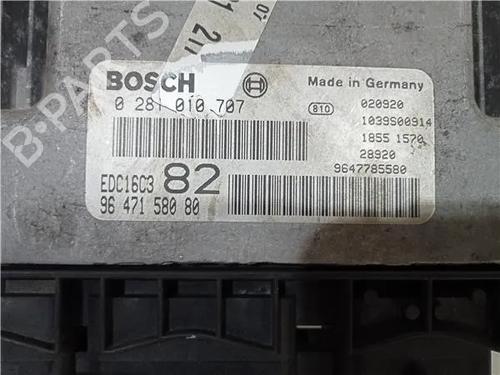 B-PARTS
07
BOSCH
Made in Germany
0 281 010 707
810
020920
1039S00914
1855 1570
28920
9647785580
EDC16C3 82
96 471 580 80